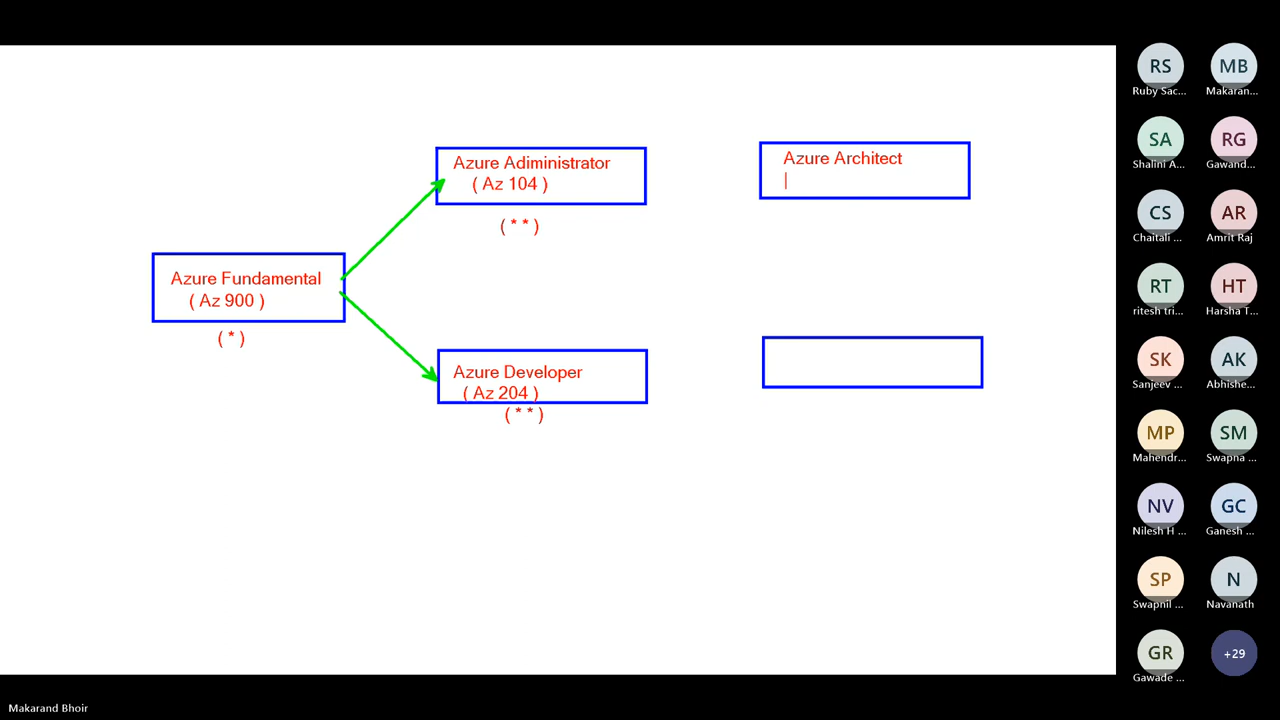 Azure Adiministrator
( Az 104 )
( * * )
Azure Architect
Azure Fundamental
( Az 900 )
( * )
Azure Developer
( Az 204 )
( * * )
RS
Ruby Sac...
MB
Makaran...
SA
Shalini A...
RG
Gawand...
CS
Chaitali ...
AR
Amrit Raj
RT
ritesh tri...
HT
Harsha T...
SK
Sanjeev ...
AK
Abhishe...
MP
Mahendr...
SM
Swapna ...
NV
Nilesh H ...
GC
Ganesh ...
SP
Swapnil ...
N
Navanath
GR
Gawade ...
+29
Makarand Bhoir